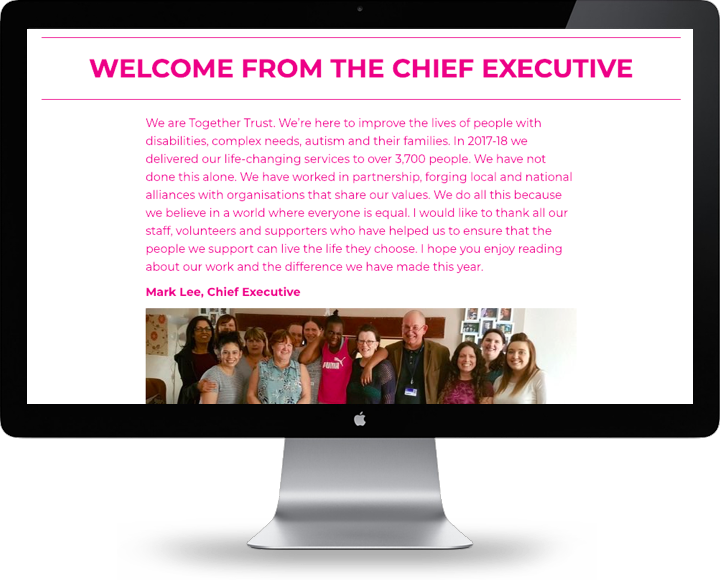 WELCOME FROM THE CHIEF EXECUTIVE
We are Together Trust. We're here to improve the lives of people with
disabilities, complex needs, autism and their families. In 2017-18 we
delivered our life-changing services to over 3,700 people. We have not
done this alone. We have worked in partnership, forging local and national
alliances with organisations that share our values. We do all this because
we believe in a world where everyone is equal. I would like to thank all our
staff, volunteers and supporters who have helped us to ensure that the
people we support can live the life they choose. I hope you enjoy reading
about our work and the difference we have made this year.
Mark Lee, Chief Executive
PUMA